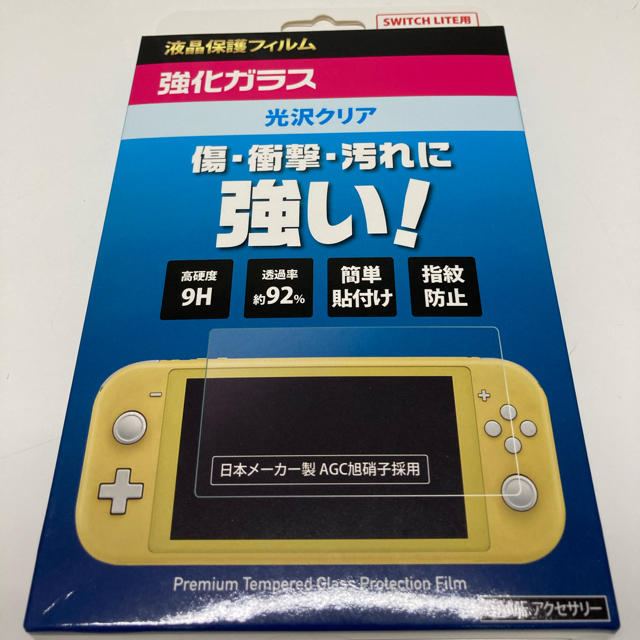 SWITCH LITE用
液晶保護フィルム
強化ガラス
光沢クリア
傷・衝撃・汚れに
強い!
高硬度
9H
透過率
約92%
簡単
貼付け
指紋
防止
日本メーカー製 AGC旭硝子採用
Premium Tempered Glass Protection Film
アクセサリー